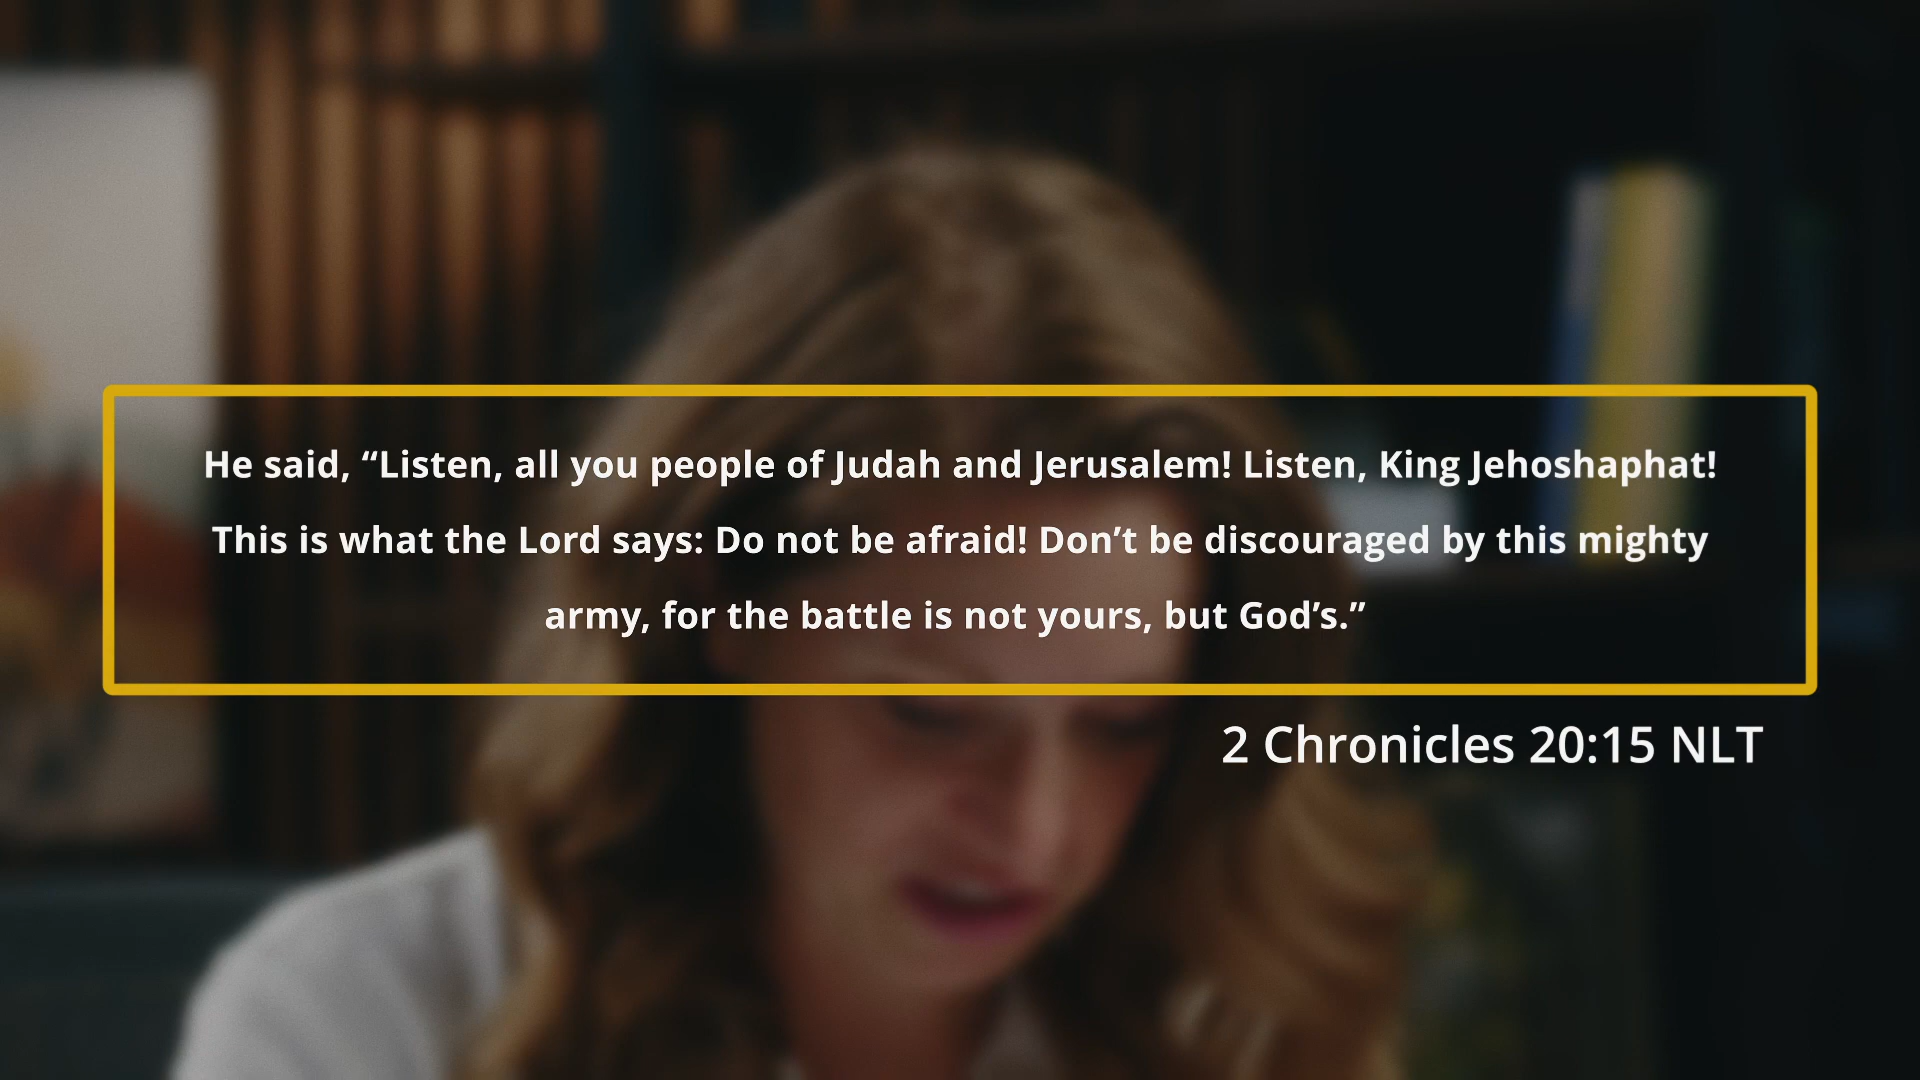 He said, “Listen, all you people of Judah and Jerusalem! Listen, King Jehoshaphat!
This is what the Lord says: Do not be afraid! Don’t be discouraged by this mighty
army, for the battle is not yours, but God’s.”
2 Chronicles 20:15 NLT